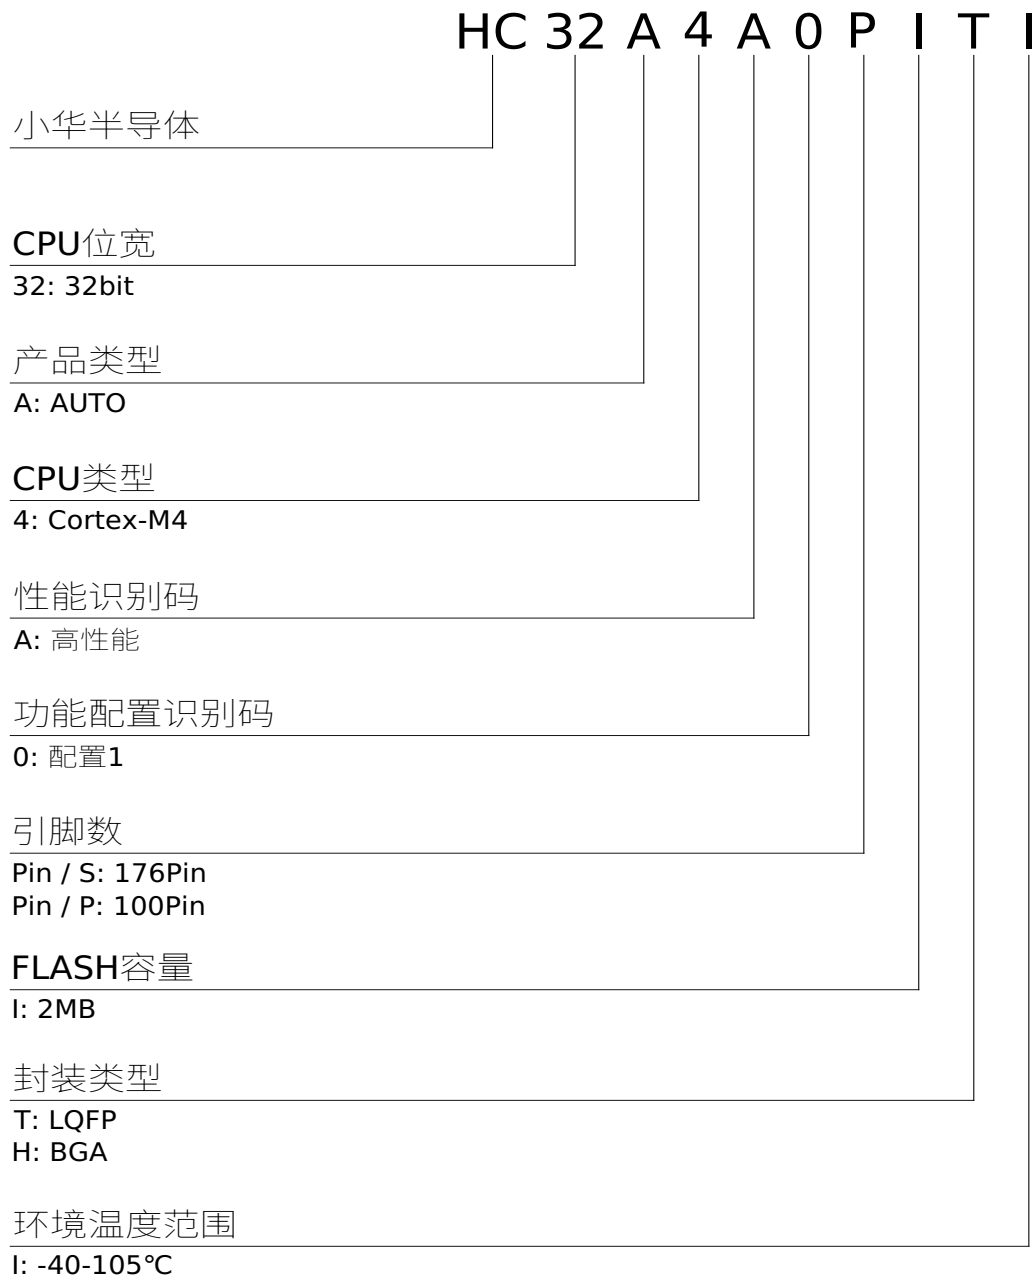 HC 32 A 4 A 0 P I T I
小华半导体
CPU位宽
32: 32bit
产品类型
A: AUTO
CPU类型
4: Cortex-M4
性能识别码
A: 高性能
功能配置识别码
0: 配置1
引脚数
Pin / S: 176Pin
Pin / P: 100Pin
FLASH容量
I: 2MB
封装类型
T: LQFP
H: BGA
环境温度范围
I: -40-105℃